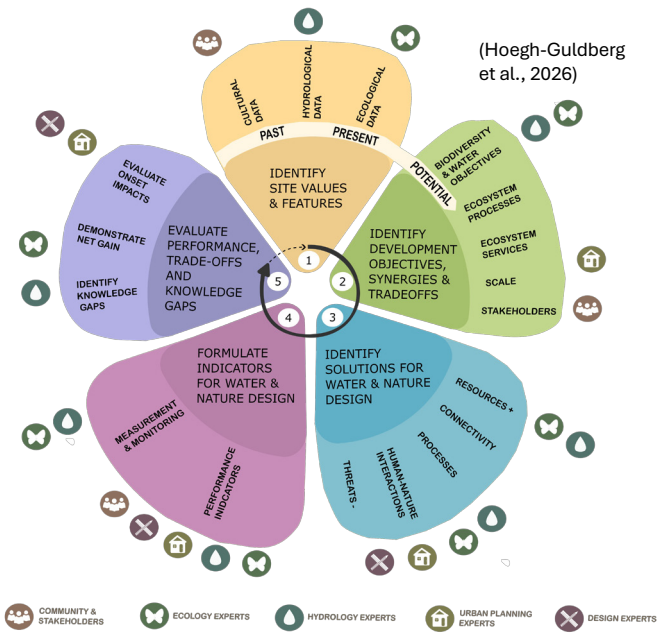 (Hoegh-Guldberg
et al., 2026)
CULTURAL
DATA
HYDROLOGICAL
DATA
ECOLOGICAL
DATA
PAST
PRESENT
POTENTIAL
IDENTIFY
SITE VALUES
& FEATURES
1
BIODIVERSITY
& WATER
OBJECTIVES
ECOSYSTEM
PROCESSES
ECOSYSTEM
SERVICES
SCALE
STAKEHOLDERS
IDENTIFY
DEVELOPMENT
OBJECTIVES,
SYNERGIES &
TRADEOFFS
2
IDENTIFY
SOLUTIONS FOR
WATER & NATURE
DESIGN
3
RESOURCES +
CONNECTIVITY
PROCESSES
HUMAN-NATURE
INTERACTIONS
THREATS -
FORMULATE
INDICATORS
FOR WATER &
NATURE DESIGN
4
MEASUREMENT
& MONITORING
PERFORMANCE
INIDCATORS
EVALUATE
PERFORMANCE,
TRADE-OFFS
AND
KNOWLEDGE
GAPS
5
EVALUATE
ONSET
IMPACTS
DEMONSTRATE
NET GAIN
IDENTIFY
KNOWLEDGE
GAPS
COMMUNITY &
STAKEHOLDERS
ECOLOGY EXPERTS
HYDROLOGY EXPERTS
URBAN PLANNING
EXPERTS
DESIGN EXPERTS